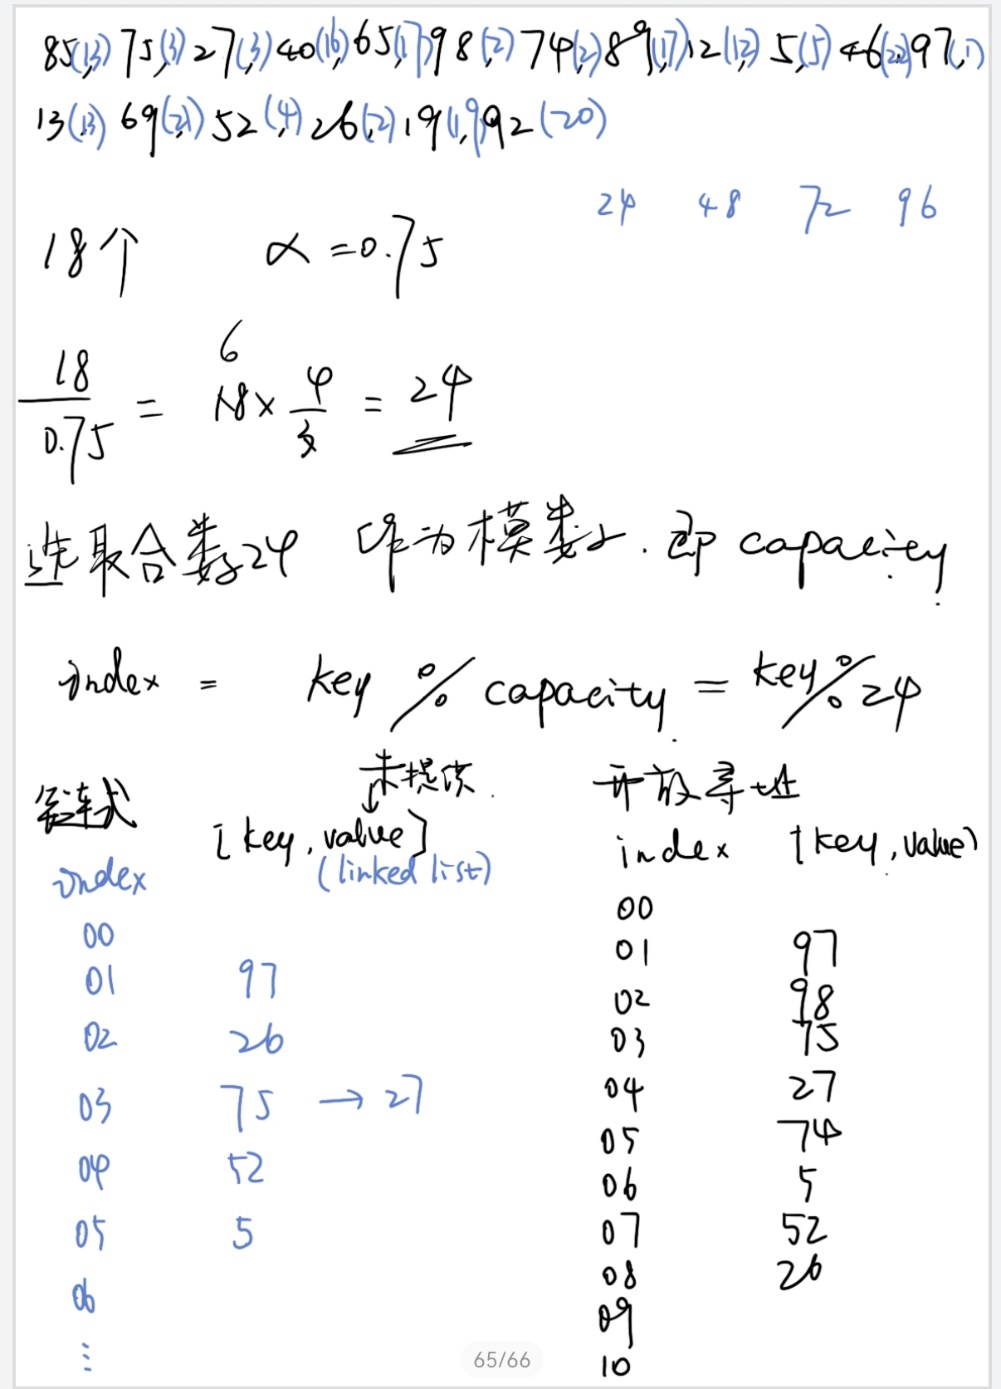 85(13), 75(3), 27(3), 40(16), 65(17), 98(2), 74(2), 89(17), 12(12), 5(5), 46(22), 97(1)
13(13), 69(21), 52(4), 26(2), 19(19), 92(20)
24 48 72 96
18个 α=0.75
6
18/0.75 = 18 × 4/3 = 24
选取合数24 作为模数. 即 capacity.
index = key % capacity = key % 24
链连式 未提供. 开放寻址
[key, value] index [key, value]
index (linked list)
00 00
01 97 01 97
02 26 02 98
03 75 → 27 03 75
04 52 04 27
05 5 05 74
06 06 5
⋮ 07 52
08 26
09
10
65/66